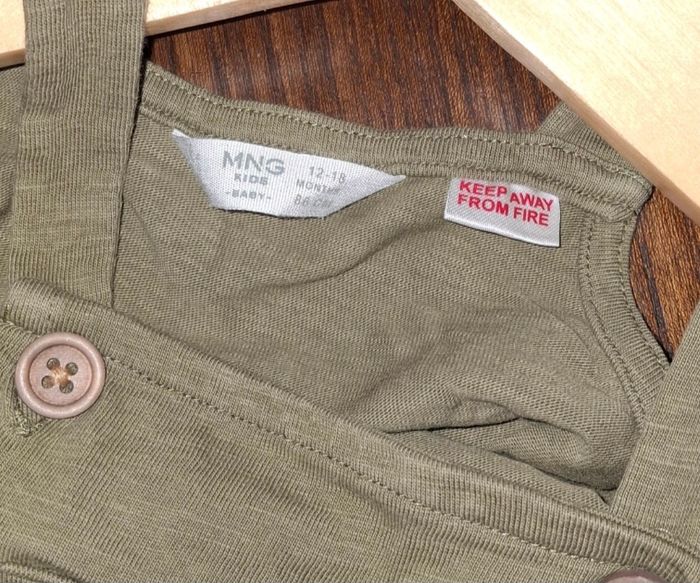 MNG
KIDS
-BABY-
12-18
MONTHS
86 CM
KEEP AWAY
FROM FIRE